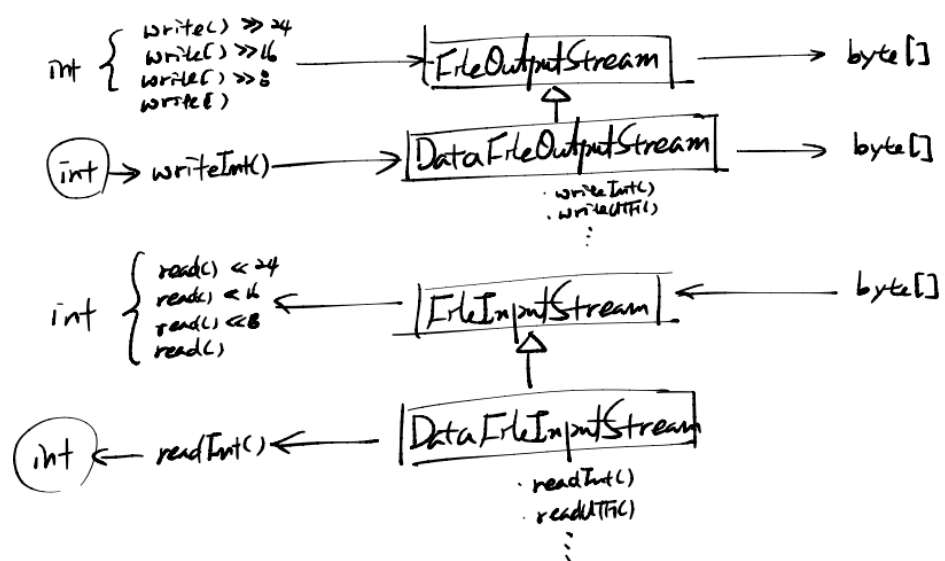 int { write() >> 24
write() >> 16
write() >> 8
write()
FileOutputStream
byte[]
int
writeInt()
DataFileOutputStream
byte[]
· writeInt()
· writeUTF()
⋮
int { read() << 24
read() < 16
read() << 8
read()
FileInputStream
byte[]
int
readInt()
DataFileInputStream
· readInt()
· readUTF()
⋮